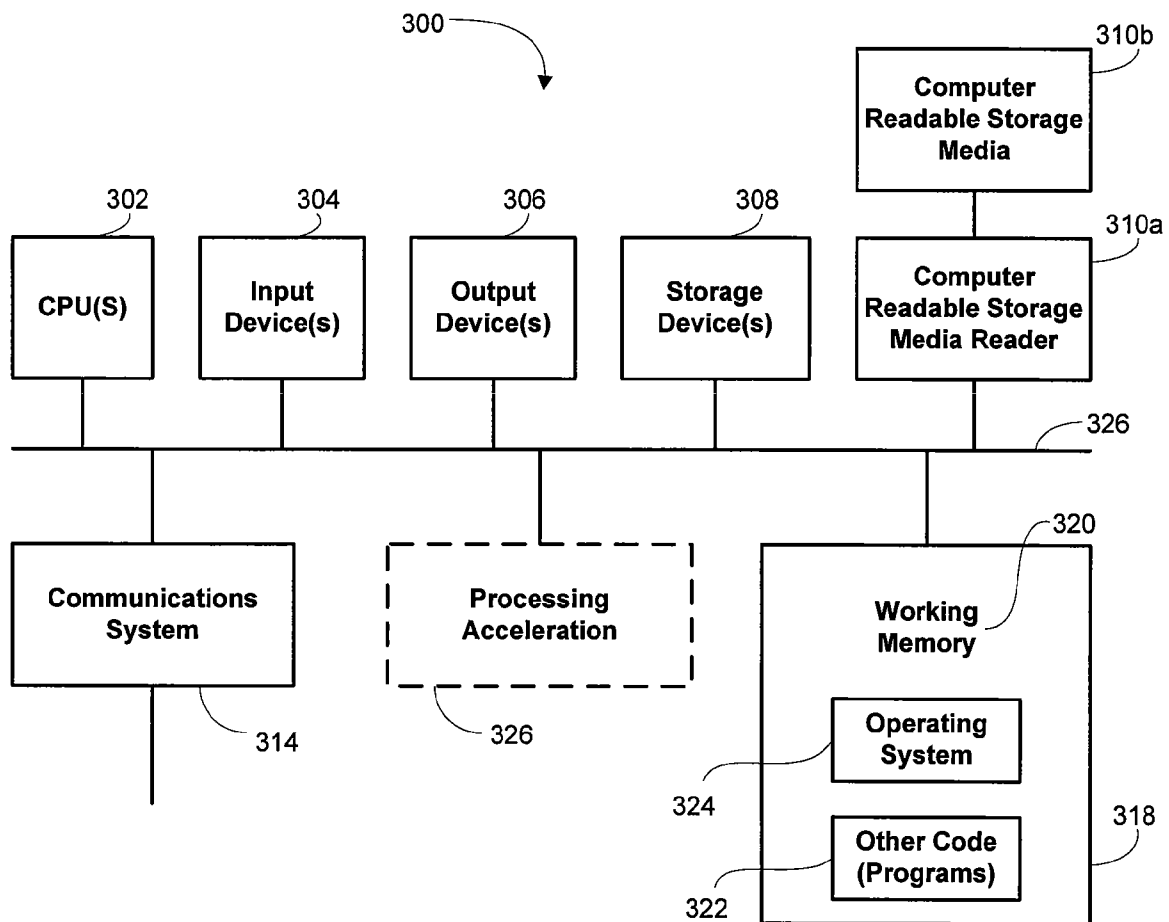 300
310b
Computer
Readable Storage
Media
302
304
306
308
310a
CPU(S)
Input
Device(s)
Output
Device(s)
Storage
Device(s)
Computer
Readable Storage
Media Reader
326
320
Communications
System
Processing
Acceleration
Working
Memory
314
326
Operating
System
324
318
Other Code
(Programs)
322